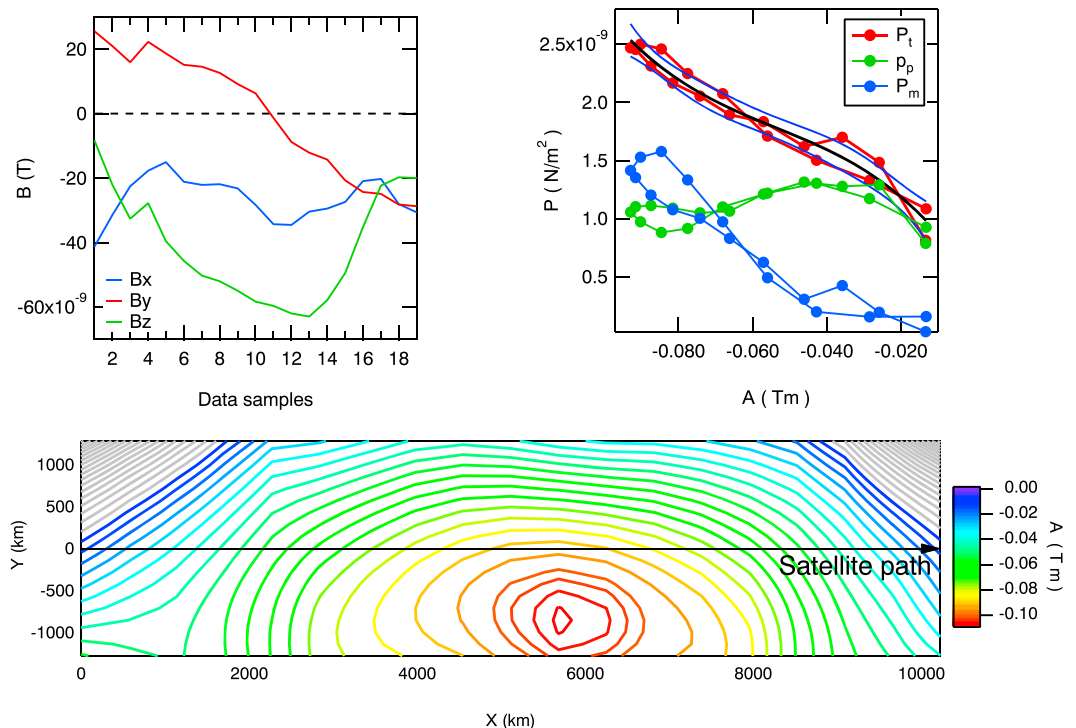 20
0
-20
-40
-60x10-9
B (T)
Bx
By
Bz
2 4 6 8 10 12 14 16 18
Data samples
2.5x10-9
2.0
1.5
1.0
0.5
P ( N/m2 )
Pt
pp
Pm
-0.080 -0.060 -0.040 -0.020
A ( Tm )
1000
500
0
-500
-1000
Y (km)
Satellite path
0 2000 4000 6000 8000 10000
X (km)
0.00
-0.02
-0.04
-0.06
-0.08
-0.10
A ( T m )